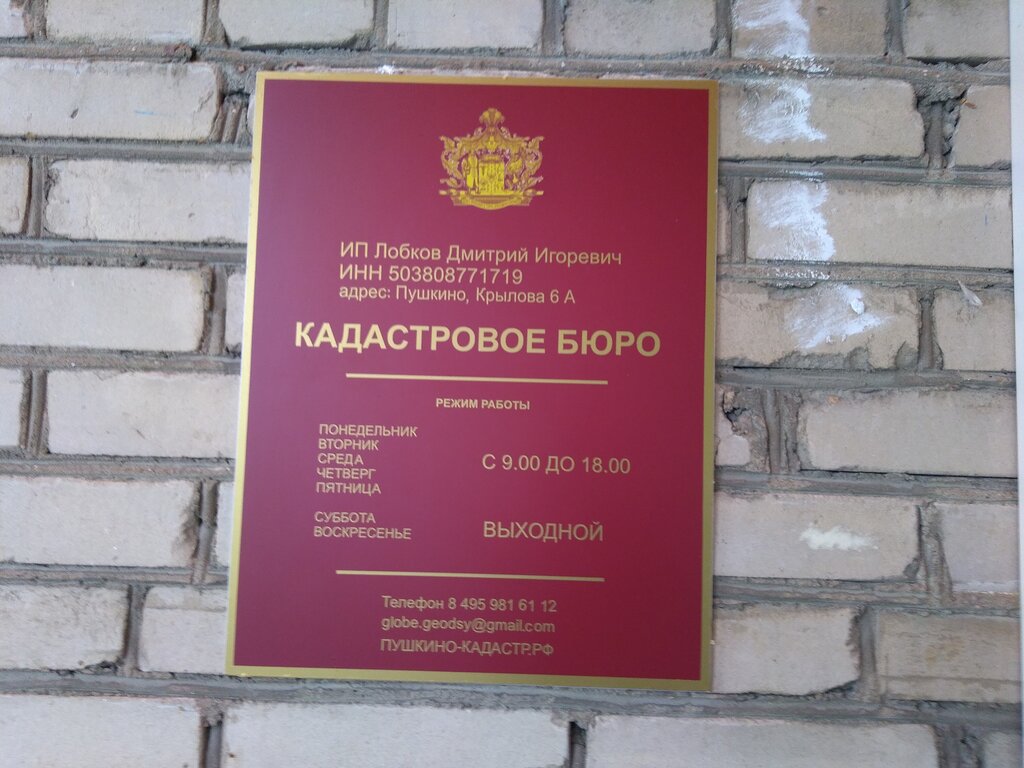 ИП Лобков Дмитрий Игоревич
ИНН 503808771719
адрес: Пушкино, Крылова 6 А
КАДАСТРОВОЕ БЮРО
РЕЖИМ РАБОТЫ
ПОНЕДЕЛЬНИК
ВТОРНИК
СРЕДА
ЧЕТВЕРГ
ПЯТНИЦА
С 9.00 ДО 18.00
СУББОТА
ВОСКРЕСЕНЬЕ
ВЫХОДНОЙ
Телефон 8 495 981 61 12
globe.geodsy@gmail.com
ПУШКИНО-КАДАСТР.РФ